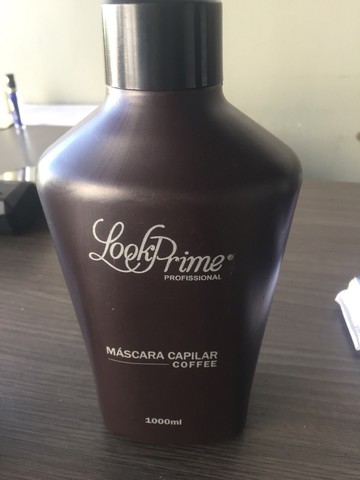 LookPrime®
PROFISSIONAL
MÁSCARA CAPILAR
COFFEE
1000ml